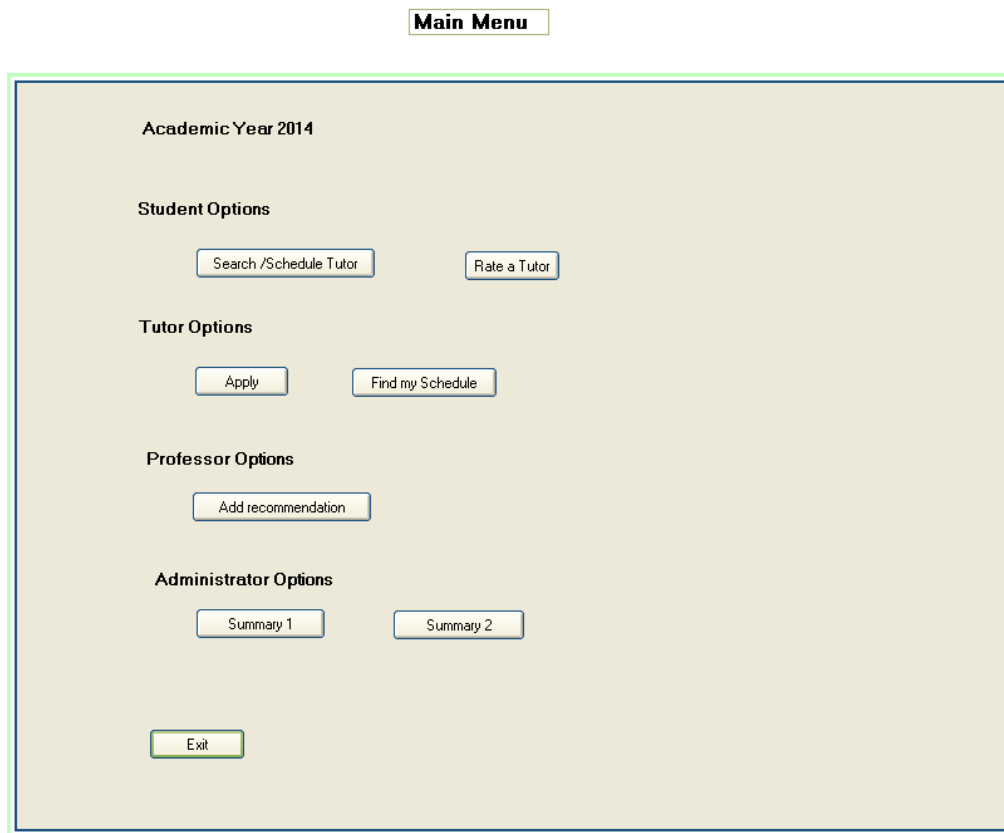 Main Menu
Academic Year 2014
Student Options
Search /Schedule Tutor
Rate a Tutor
Tutor Options
Apply
Find my Schedule
Professor Options
Add recommendation
Administrator Options
Summary 1
Summary 2
Exit